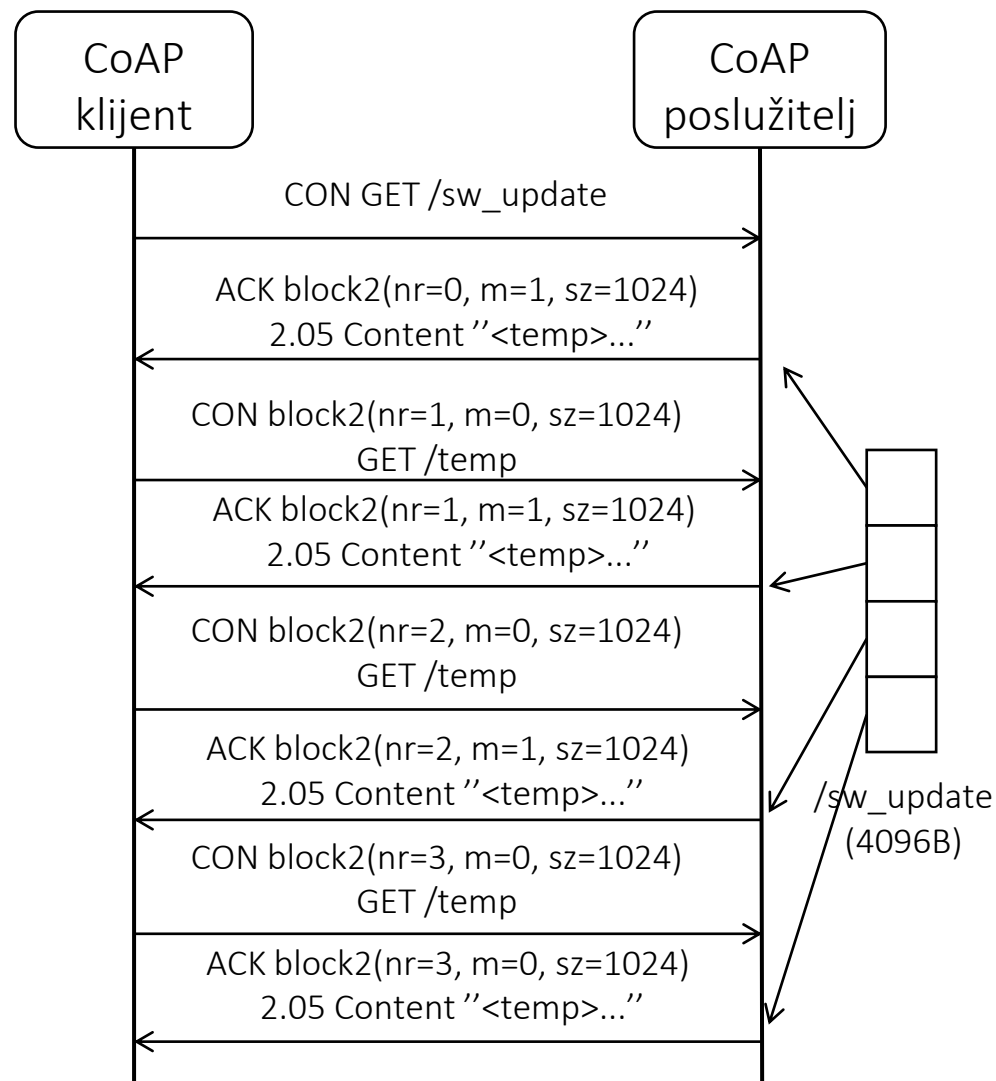 CoAP
klijent
CoAP
poslužitelj
CON GET /sw_update
ACK block2(nr=0, m=1, sz=1024)
2.05 Content ’’<temp>...’’
CON block2(nr=1, m=0, sz=1024)
GET /temp
ACK block2(nr=1, m=1, sz=1024)
2.05 Content ’’<temp>...’’
CON block2(nr=2, m=0, sz=1024)
GET /temp
ACK block2(nr=2, m=1, sz=1024)
2.05 Content ’’<temp>...’’
/sw_update
(4096B)
CON block2(nr=3, m=0, sz=1024)
GET /temp
ACK block2(nr=3, m=0, sz=1024)
2.05 Content ’’<temp>...’’